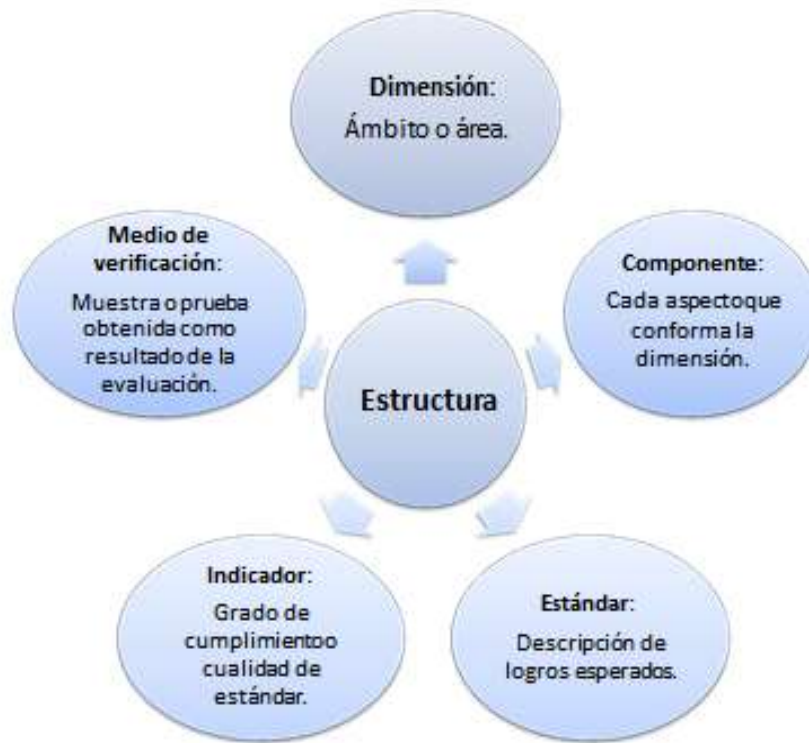 Dimensión:
Ámbito o área.
Medio de
verificación:
Muestra o prueba
obtenida como
resultado de la
evaluación.
Componente:
Cada aspectoque
conforma la
dimensión.
Estructura
Indicador:
Grado de
cumplimientoo
cualidad de
estándar.
Estándar:
Descripción de
logros esperados.